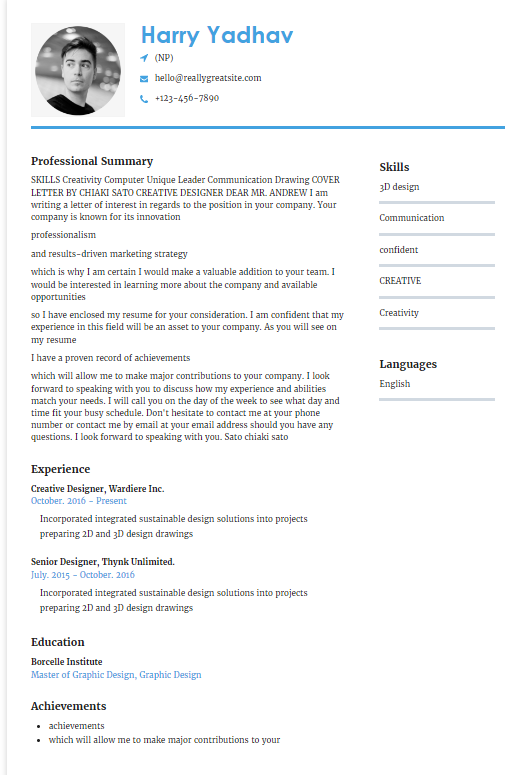 Harry Yadhav
(NP)
hello@reallygreatsite.com
+123-456-7890
Professional Summary
SKILLS Creativity Computer Unique Leader Communication Drawing COVER
LETTER BY CHIAKI SATO CREATIVE DESIGNER DEAR MR. ANDREW I am
writing a letter of interest in regards to the position in your company. Your
company is known for its innovation
professionalism
and results-driven marketing strategy
which is why I am certain I would make a valuable addition to your team. I
would be interested in learning more about the company and available
opportunities
so I have enclosed my resume for your consideration. I am confident that my
experience in this field will be an asset to your company. As you will see on
my resume
I have a proven record of achievements
which will allow me to make major contributions to your company. I look
forward to speaking with you to discuss how my experience and abilities
match your needs. I will call you on the day of the week to see what day and
time fit your busy schedule. Don't hesitate to contact me at your phone
number or contact me by email at your email address should you have any
questions. I look forward to speaking with you. Sato chiaki sato
Experience
Creative Designer, Wardiere Inc.
October. 2016 - Present
Incorporated integrated sustainable design solutions into projects
preparing 2D and 3D design drawings
Senior Designer, Thynk Unlimited.
July. 2015 - October. 2016
Incorporated integrated sustainable design solutions into projects
preparing 2D and 3D design drawings
Education
Borcelle Institute
Master of Graphic Design, Graphic Design
Achievements
• achievements
• which will allow me to make major contributions to your
Skills
3D design
Communication
confident
CREATIVE
Creativity
Languages
English